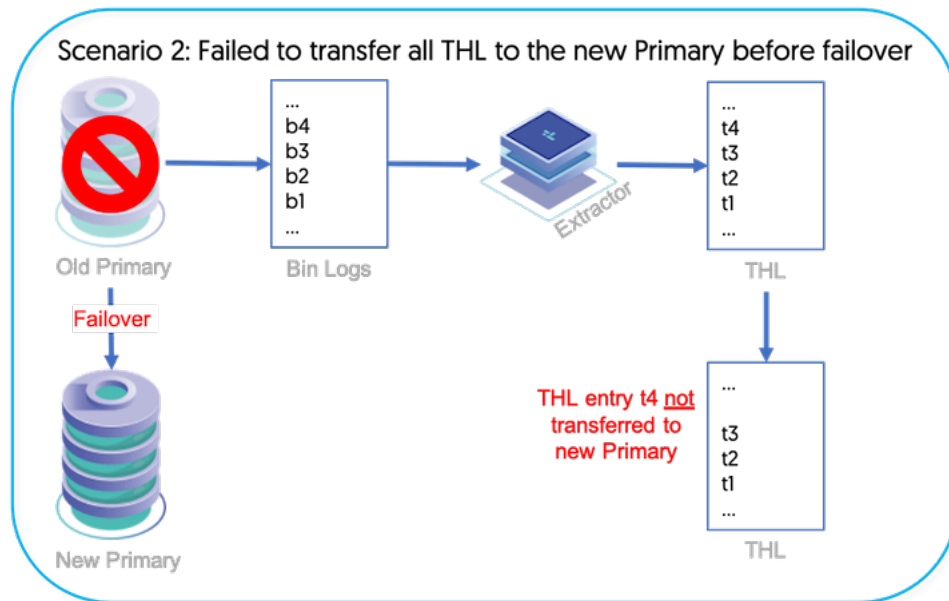 Scenario 2: Failed to transfer all THL to the new Primary before failover
...
b4
b3
b2
b1
...
...
t4
t3
t2
t1
...
Old Primary
Bin Logs
Extractor
THL
Failover
THL entry t4 not
transferred to
new Primary
...
t3
t2
t1
...
New Primary
THL